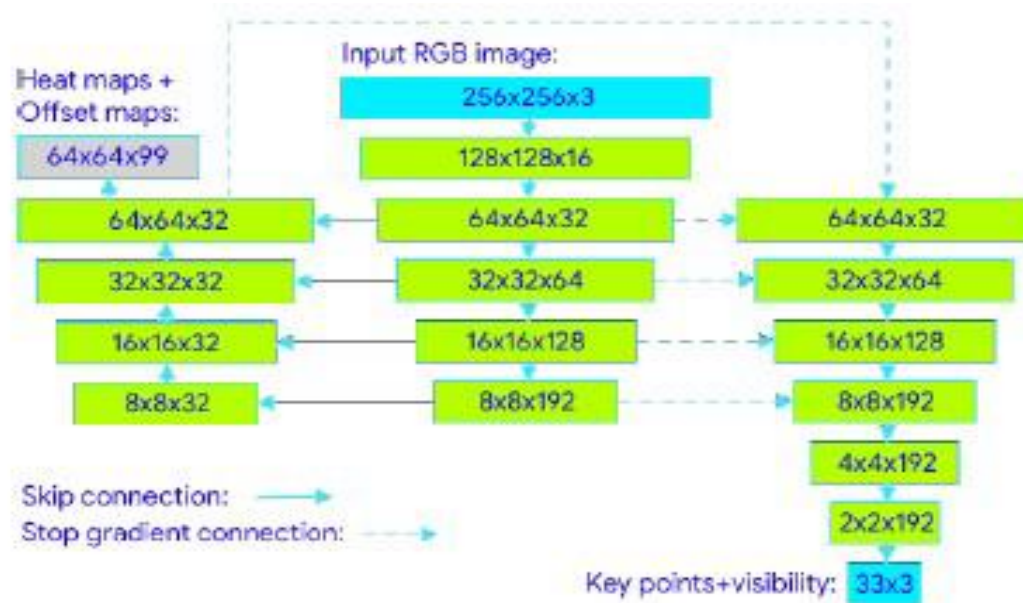 Input RGB image:
Heat maps +
Offset maps:
256x256x3
64x64x99
128x128x16
64x64x32
64x64x32
64x64x32
32x32x32
32x32x64
32x32x64
16x16x32
16x16x128
16x16x128
8x8x32
8x8x192
8x8x192
4x4x192
Skip connection:
Stop gradient connection:
2x2x192
Key points+visibility:
33x3